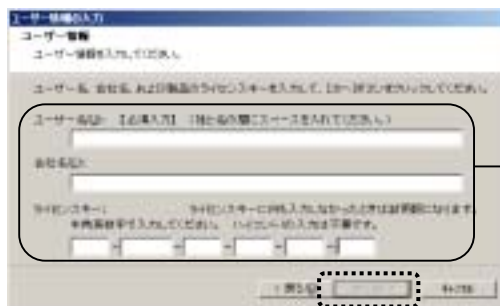 ユーザー情報の入力
ユーザー情報
ユーザー情報を入力してください。
ユーザー名、会社名、および製品のライセンスキーを入力して、[次へ]ボタンをクリックしてください。
ユーザー名(U): 【必須入力】 (姓と名の間にスペースを入れてください。)
会社名(C):
ライセンスキー: ライセンスキーに何も入力しなかったときは試用版になります。
半角英数字で入力してください。 (ハイフン(-)の入力は不要です。
- - - - -
< 戻る(B) キャンセル